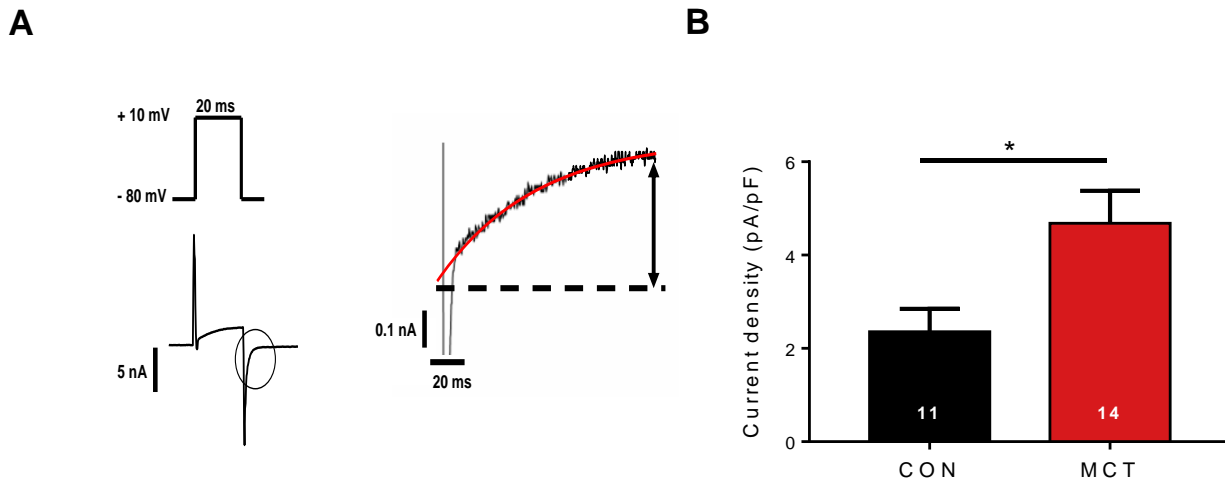 A
+ 10 mV
20 ms
- 80 mV
5 nA
0.1 nA
20 ms
B
*
Current density (pA/pF)
6
4
2
0
11
14
CON
MCT